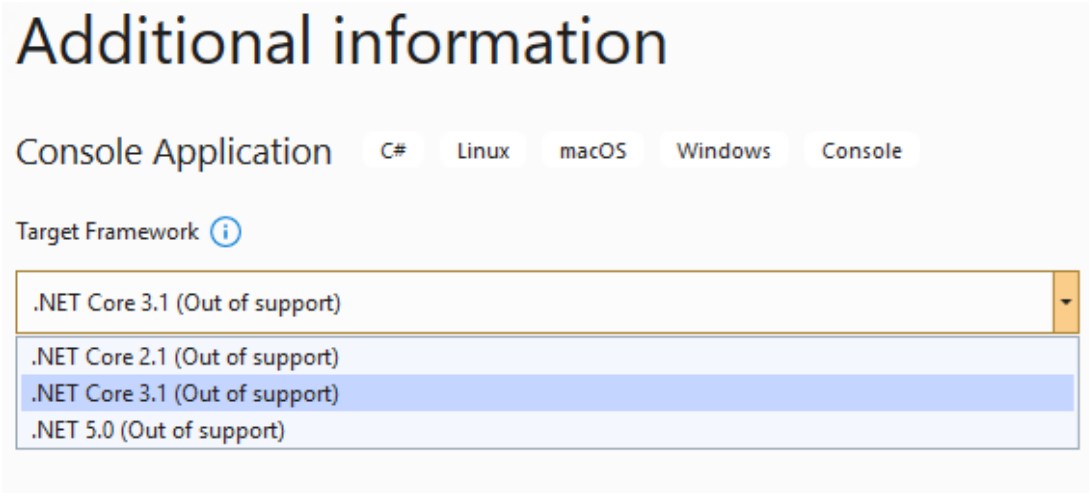 Additional information
Console Application C# Linux macOS Windows Console
Target Framework
.NET Core 3.1 (Out of support)
.NET Core 2.1 (Out of support)
.NET Core 3.1 (Out of support)
.NET 5.0 (Out of support)